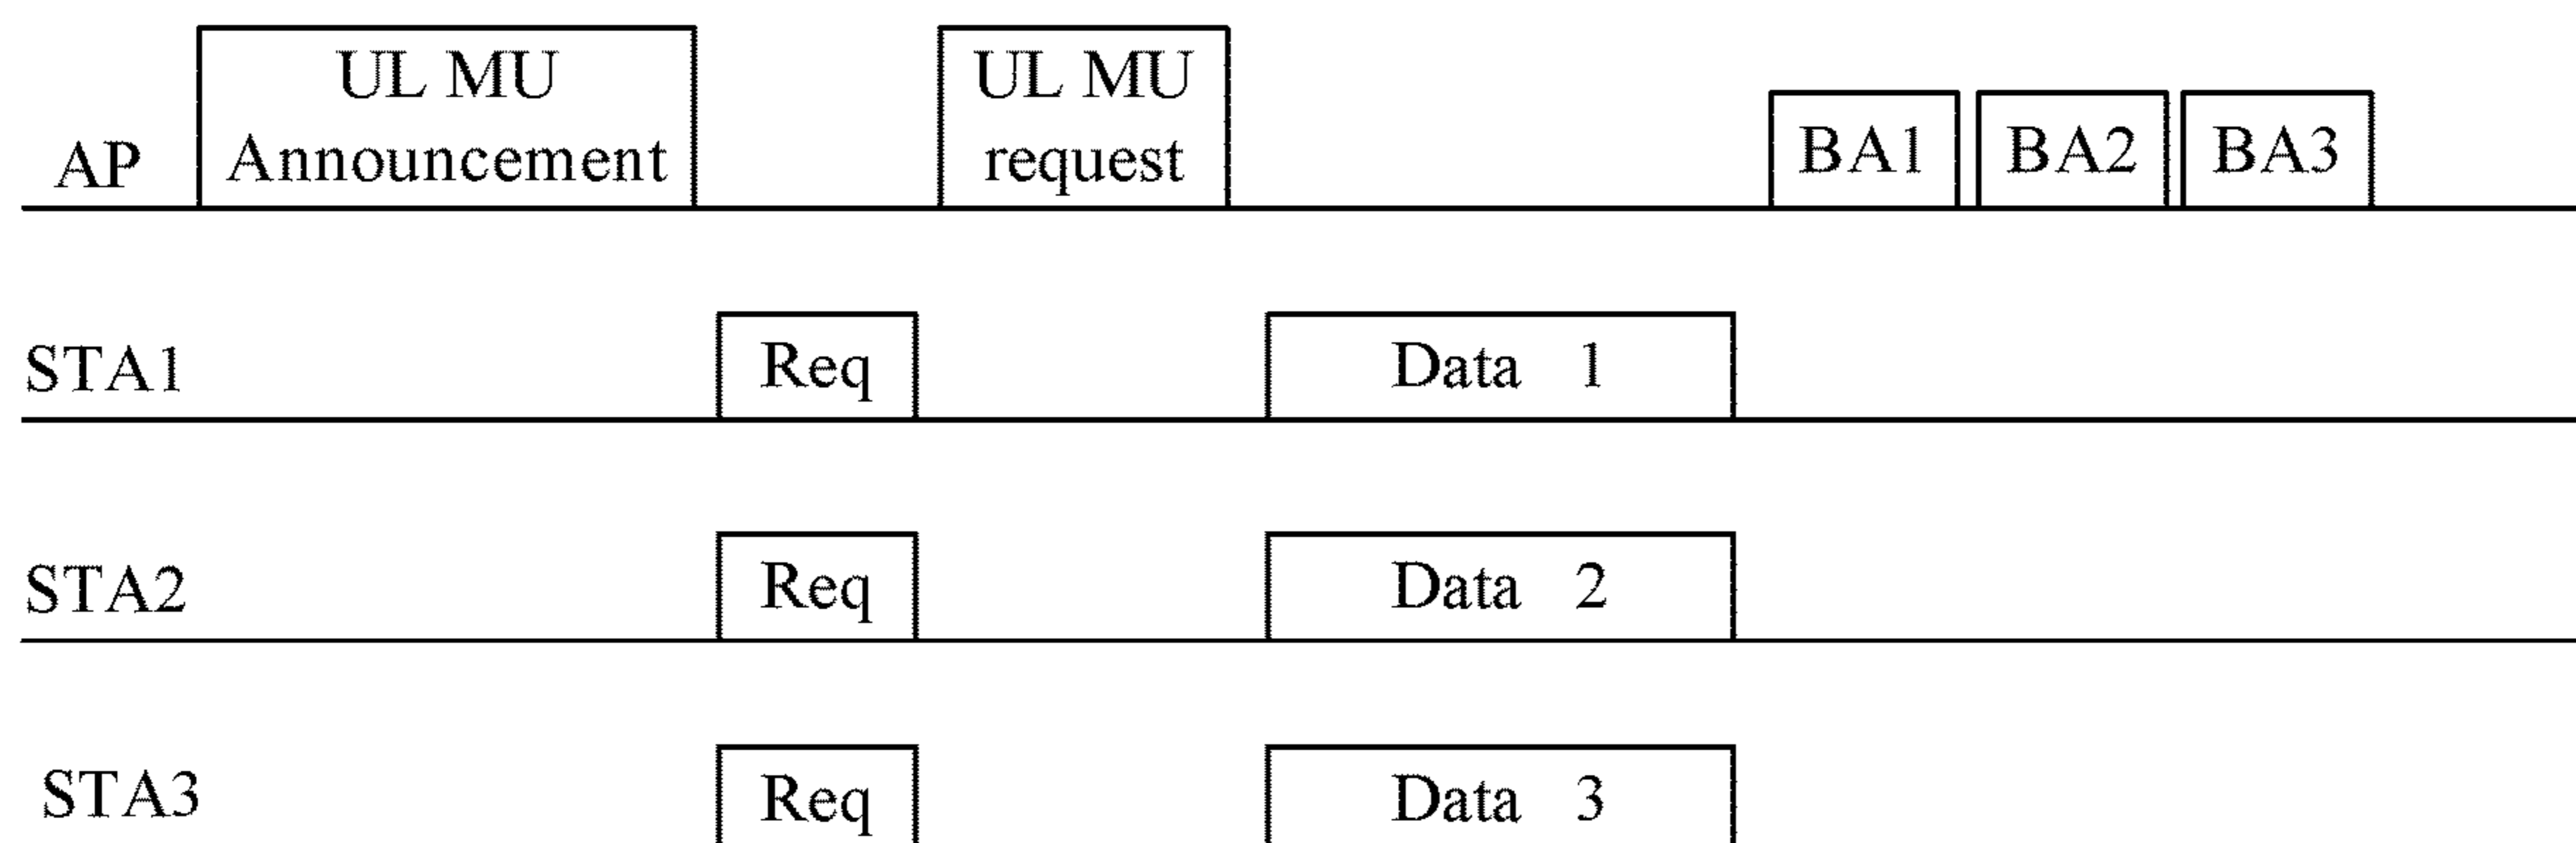 UL MU
Announcement
UL MU
request
AP
BA1
BA2
BA3
STA1
Req
Data 1
STA2
Req
Data 2
STA3
Req
Data 3